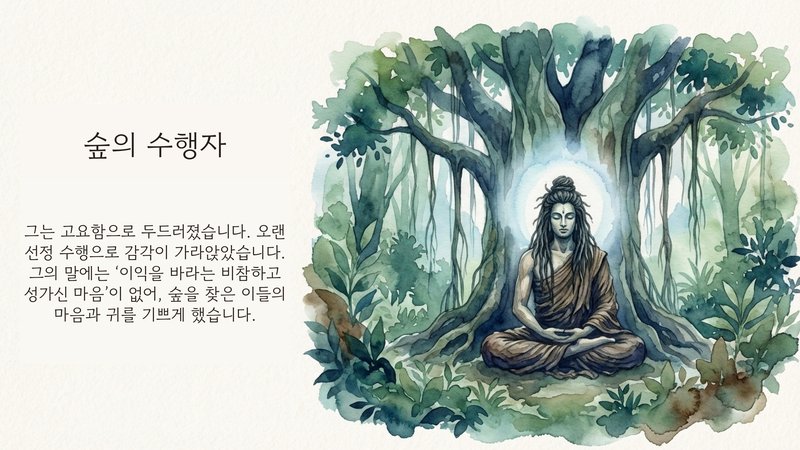 숲의 수행자
그는 고요함으로 두드러졌습니다. 오랜
선정 수행으로 감각이 가라앉았습니다.
그의 말에는 ‘이익을 바라는 비참하고
성가신 마음’이 없어, 숲을 찾은 이들의
마음과 귀를 기쁘게 했습니다.